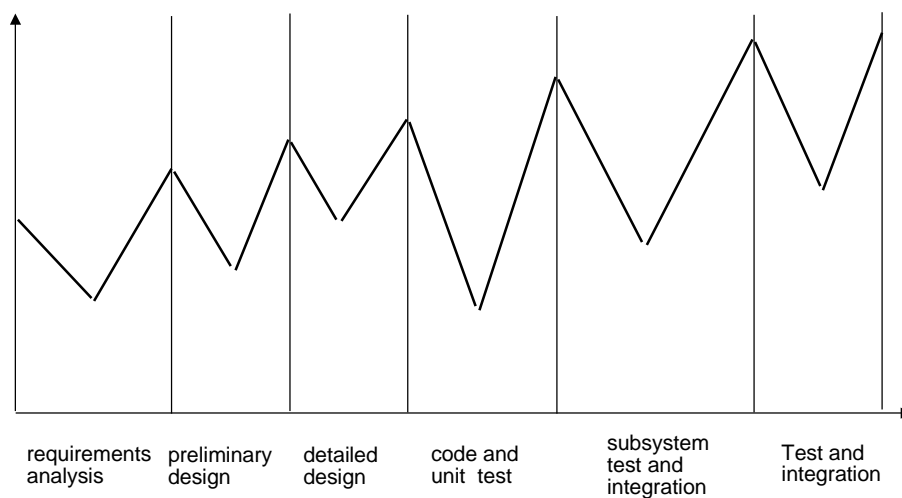 requirements
analysis
preliminary
design
detailed
design
code and
unit test
subsystem
test and
integration
Test and
integration